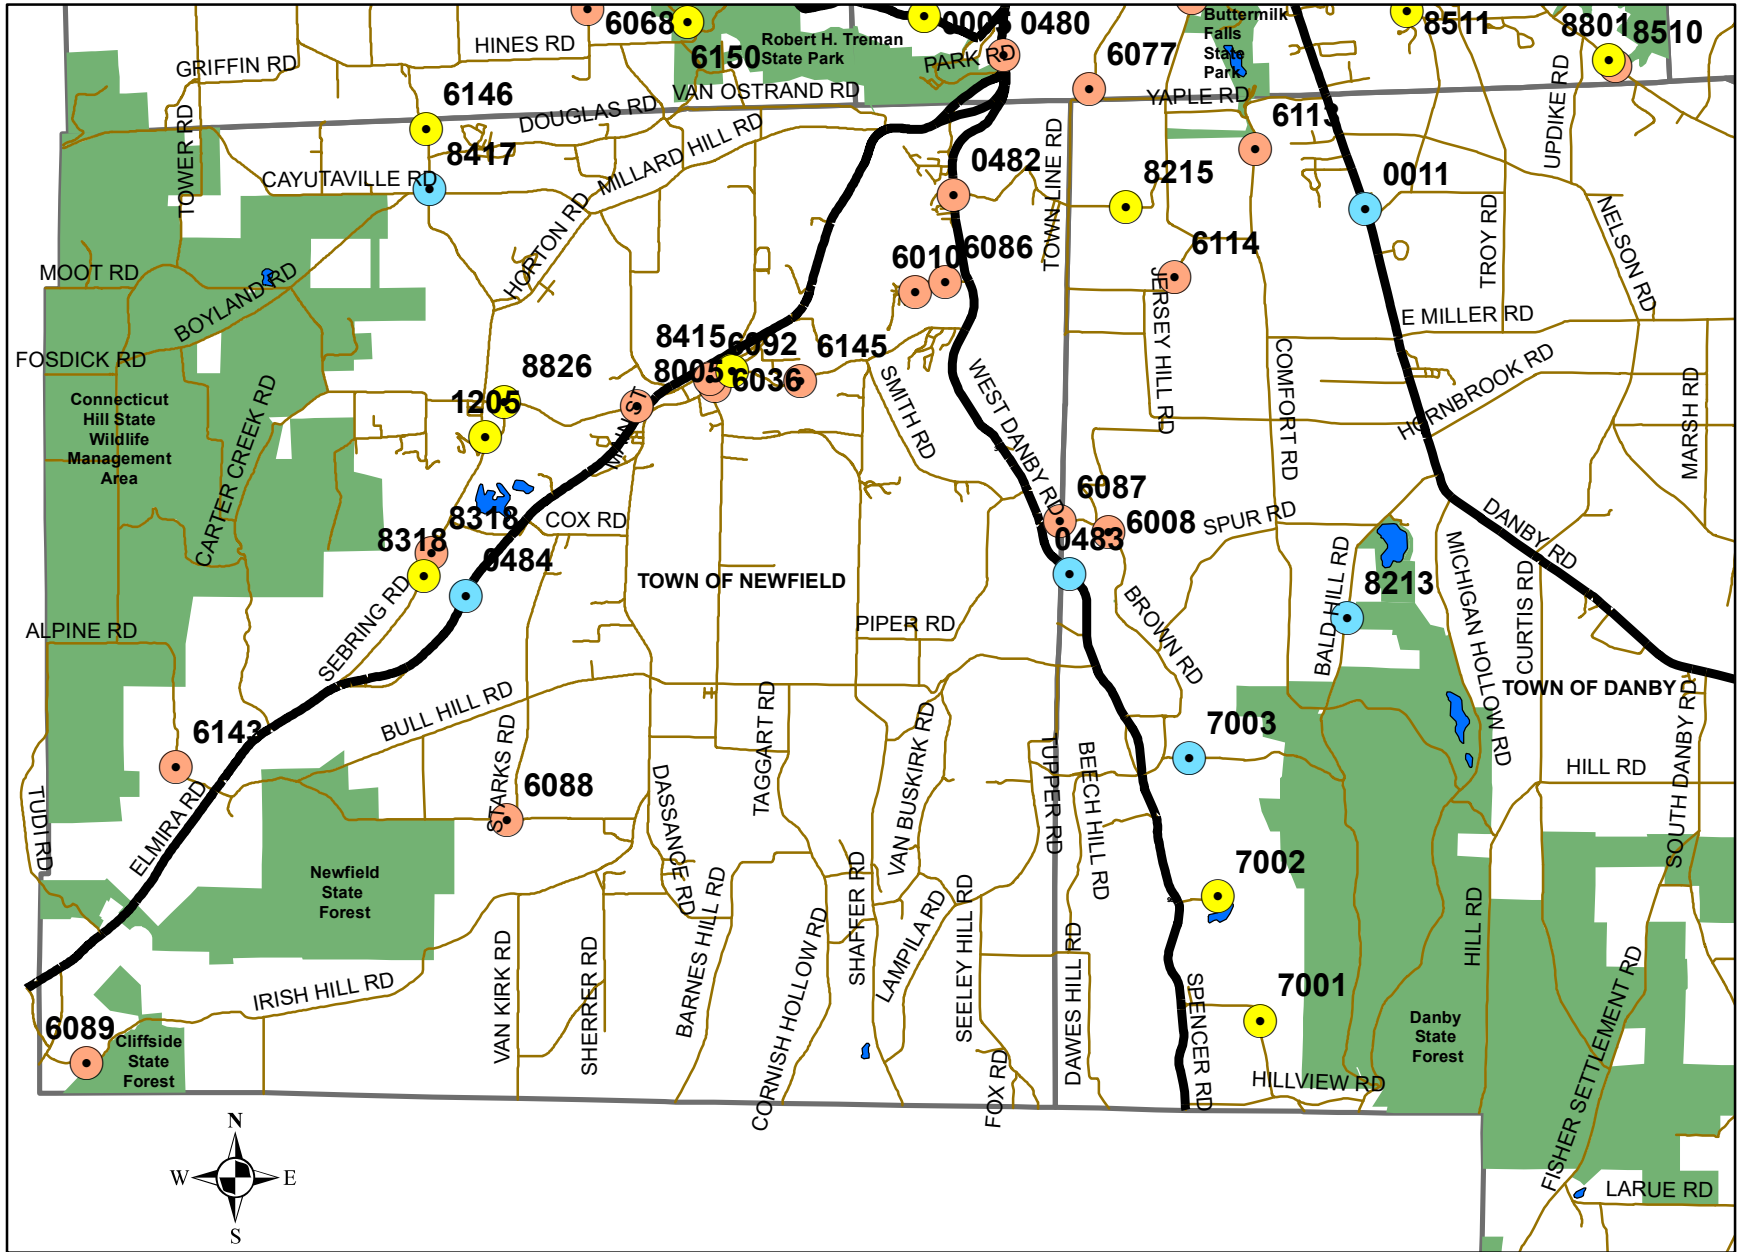 6068
6150
Robert H. Treman
State Park
0480
PARK RD
6077
Buttermilk
Falls
State
Park
8511
8801
8510
HINES RD
GRIFFIN RD
6146
DOUGLAS RD
VAN OSTRAND RD
YAPLE RD
UPDIKE RD
TOWER RD
8417
CAYUTAVILLE RD
MILLARD HILL RD
0482
TOWN LINE RD
8215
6113
0011
TROY RD
NELSON RD
HORTON RD
MOOT RD
BOYLAND RD
6010
6086
6114
JERSEY HILL RD
E MILLER RD
FOSDICK RD
8415
6092
6145
8005
6036
8826
1205
MAIN ST
SMITH RD
WEST DANBY RD
COMFORT RD
HORNBROOK RD
MARSH RD
Connecticut
Hill State
Wildlife
Management
Area
CARTER CREEK RD
8318
8318
COX RD
0484
6087
6008
0483
SPUR RD
DANBY RD
TOWN OF NEWFIELD
BALD HILL RD
8213
MICHIGAN HOLLOW RD
CURTIS RD
ALPINE RD
SEBRING RD
PIPER RD
BROWN RD
TOWN OF DANBY
SOUTH DANBY RD
6143
BULL HILL RD
STARKS RD
TAGGART RD
VAN BUSKIRK RD
TUPPER RD
BEECH HILL RD
7003
HILL RD
TUDI RD
ELMIRA RD
6088
DASSANCE RD
Newfield
State
Forest
BARNES HILL RD
CORNISH HOLLOW RD
SHAFFER RD
LAMPILA RD
SEELEY HILL RD
7002
HILL RD
IRISH HILL RD
VAN KIRK RD
SHERRER RD
DAWES HILL RD
SPENCER RD
7001
FISHER SETTLEMENT RD
6089
Cliffside
State
Forest
FOX RD
HILLVIEW RD
Danby
State
Forest
LARUE RD
N
W
E
S